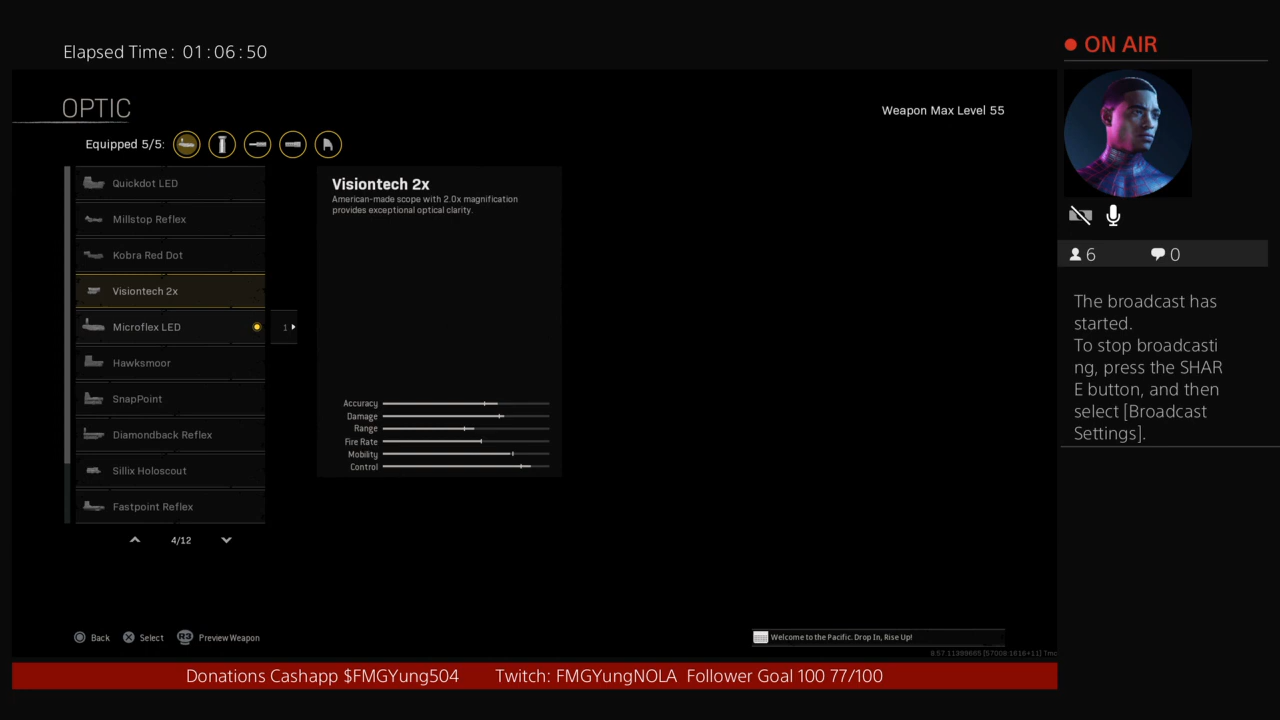 Elapsed Time: 01:06:50
ON AIR
OPTIC
Weapon Max Level 55
Equipped 5/5:
Quickdot LED
Millstop Reflex
Kobra Red Dot
Visiontech 2x
Microflex LED
1
Hawksmoor
SnapPoint
Diamondback Reflex
Sillix Holoscout
Fastpoint Reflex
4/12
Visiontech 2x
American-made scope with 2.0x magnification
provides exceptional optical clarity.
Accuracy
Damage
Range
Fire Rate
Mobility
Control
6
0
The broadcast has
started.
To stop broadcasti
ng, press the SHAR
E button, and then
select [Broadcast
Settings].
Back
Select
R3
Preview Weapon
Welcome to the Pacific. Drop In, Rise Up!
Donations Cashapp $FMGYung504 Twitch: FMGYungNOLA Follower Goal 100 77/100